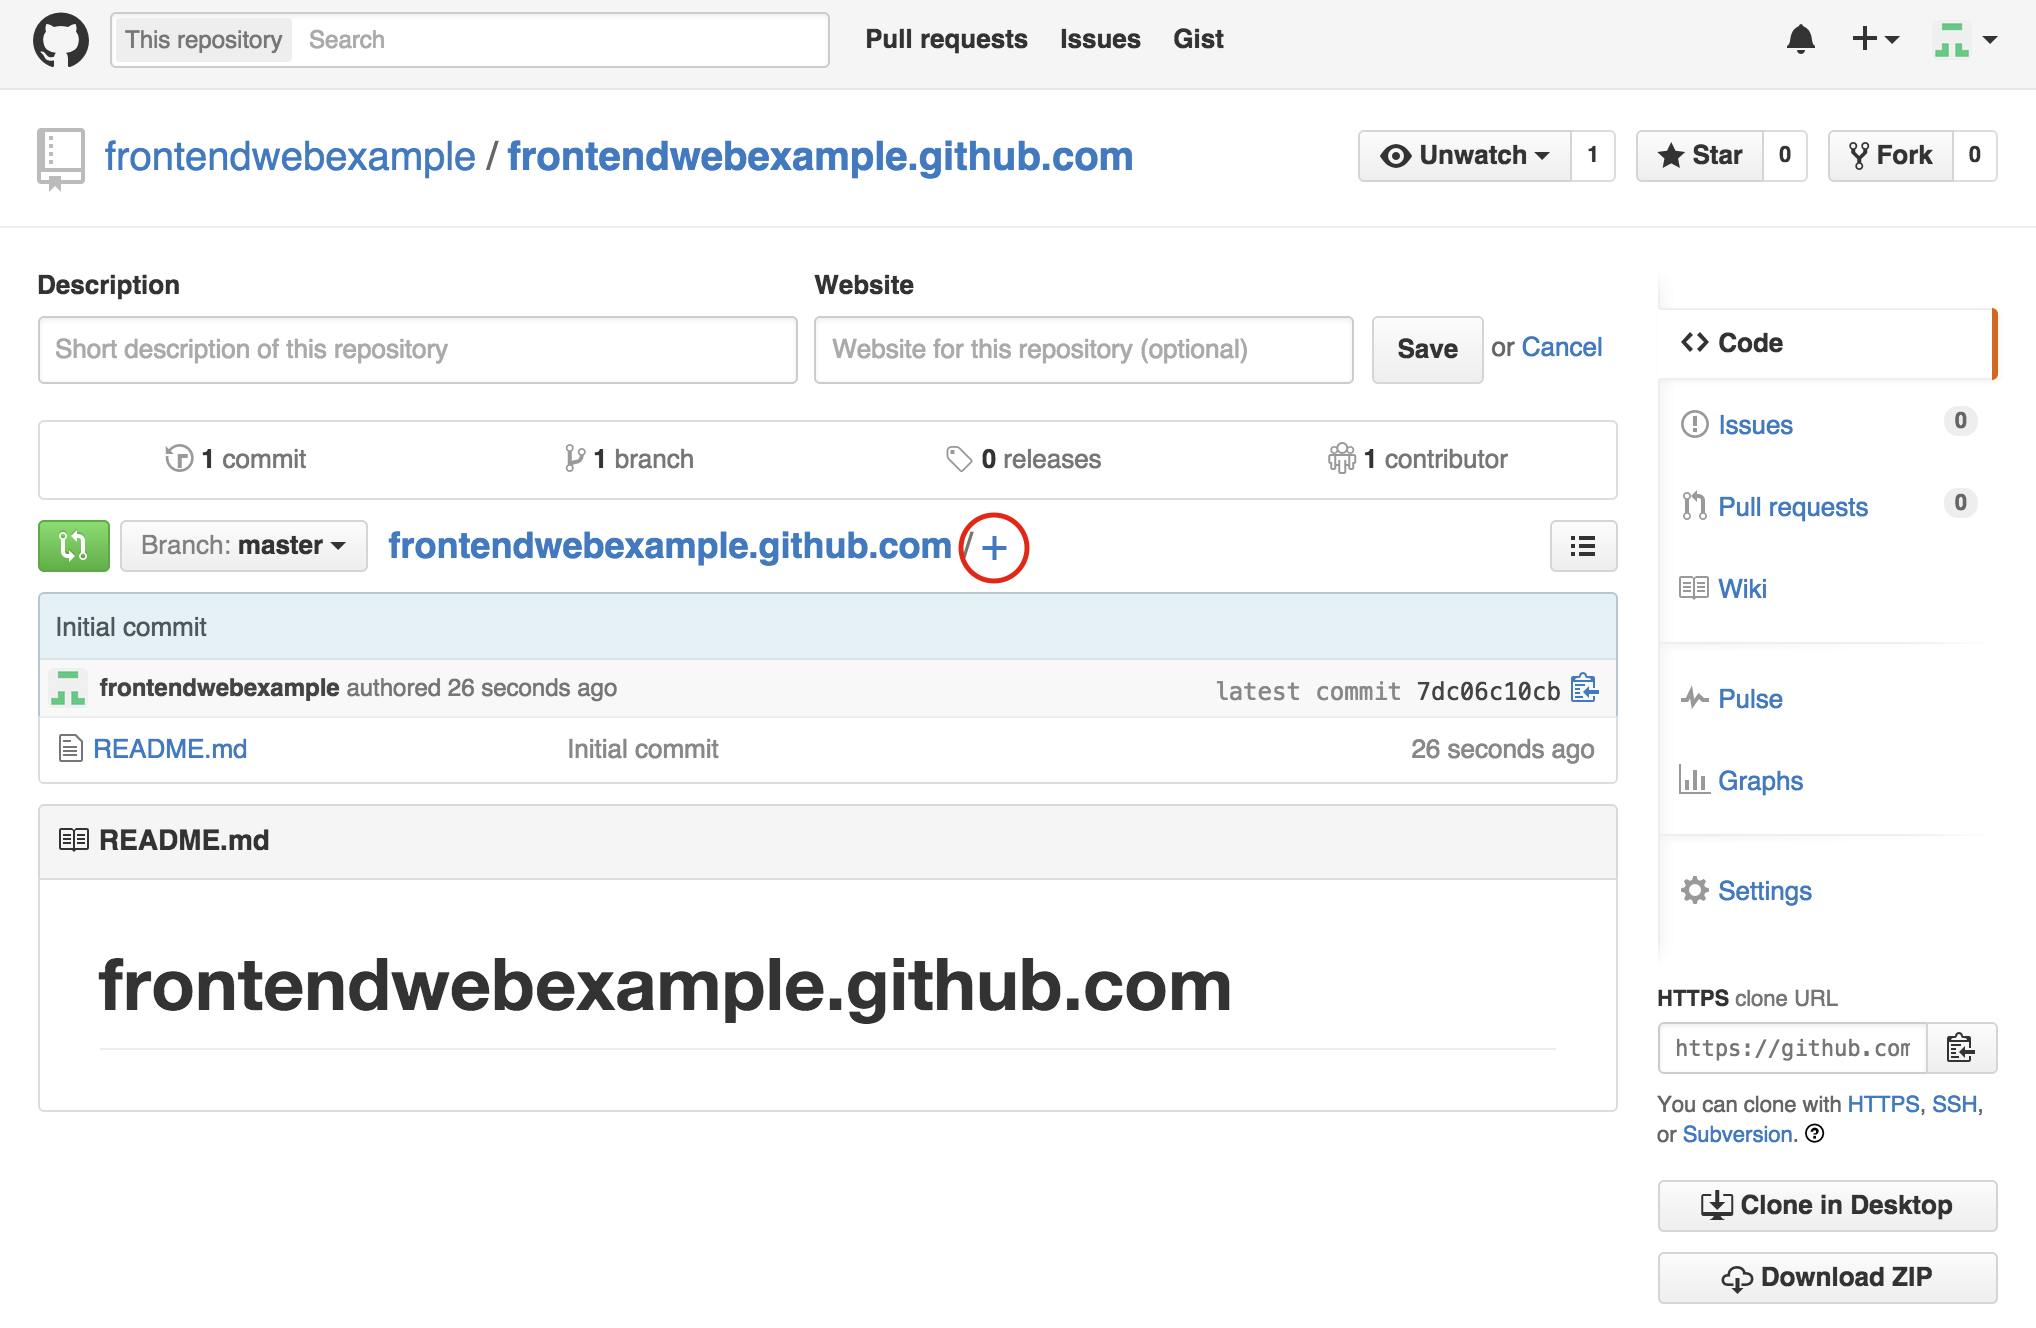 This repository Search Pull requests Issues Gist
frontendwebexample / frontendwebexample.github.com Unwatch 1 Star 0 Fork 0
Description Website
Short description of this repository Website for this repository (optional) Save or Cancel
1 commit 1 branch 0 releases 1 contributor
Branch: master frontendwebexample.github.com / +
Initial commit
frontendwebexample authored 26 seconds ago latest commit 7dc06c10cb
README.md Initial commit 26 seconds ago
README.md
frontendwebexample.github.com
Code
Issues 0
Pull requests 0
Wiki
Pulse
Graphs
Settings
HTTPS clone URL
https://github.com
You can clone with HTTPS, SSH,
or Subversion.
Clone in Desktop
Download ZIP